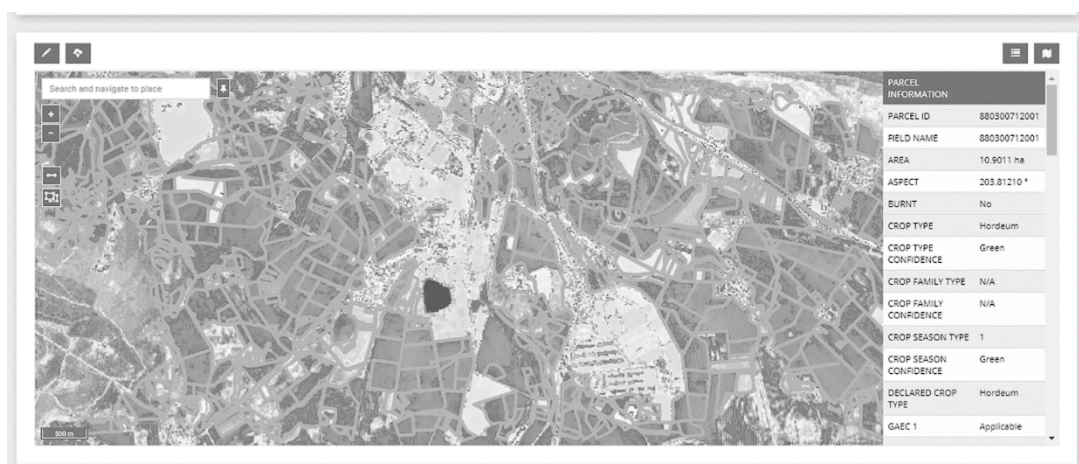 Search and navigate to place
+
−
500 m
PARCEL
INFORMATION
PARCEL ID 880300712001
FIELD NAME 880300712001
AREA 10.9011 ha
ASPECT 203.81210 °
BURNT No
CROP TYPE Hordeum
CROP TYPE Green
CONFIDENCE
CROP FAMILY TYPE N/A
CROP FAMILY N/A
CONFIDENCE
CROP SEASON TYPE 1
CROP SEASON Green
CONFIDENCE
DECLARED CROP Hordeum
TYPE
GAEC 1 Applicable